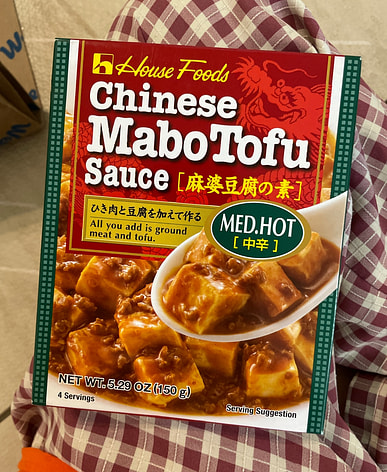 House Foods
Chinese
MaboTofu
Sauce [麻婆豆腐の素]
ひき肉と豆腐を加えて作る
All you add is ground
meat and tofu.
MED.HOT
[中辛]
NET WT. 5.29 OZ (150 g)
4 Servings
Serving Suggestion